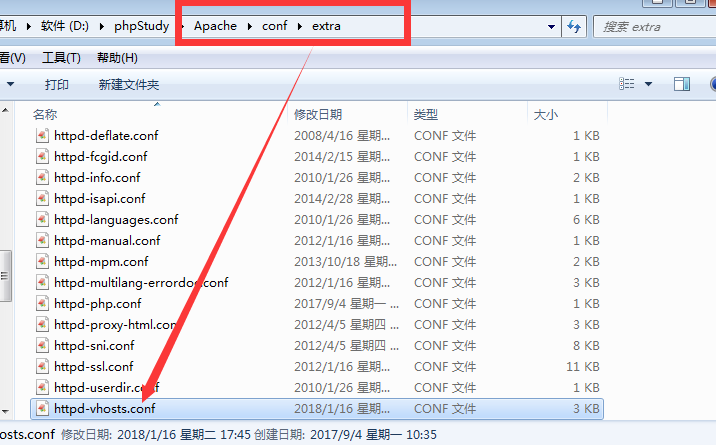 算机 ▸ 软件 (D:) ▸ phpStudy ▸ Apache ▸ conf ▸ extra 搜索 extra
看(V) 工具(T) 帮助(H)
打印 新建文件夹
名称 修改日期 类型 大小
httpd-deflate.conf 2008/4/16 星期... CONF 文件 1 KB
httpd-fcgid.conf 2014/2/15 星期... CONF 文件 1 KB
httpd-info.conf 2010/1/26 星期... CONF 文件 2 KB
httpd-isapi.conf 2014/2/28 星期... CONF 文件 1 KB
httpd-languages.conf 2010/1/26 星期... CONF 文件 6 KB
httpd-manual.conf 2012/1/16 星期... CONF 文件 1 KB
httpd-mpm.conf 2013/10/18 星期... CONF 文件 2 KB
httpd-multilang-errordoc.conf 2012/1/16 星期... CONF 文件 3 KB
httpd-php.conf 2017/9/4 星期一 ... CONF 文件 1 KB
httpd-proxy-html.conf 2012/4/5 星期四 ... CONF 文件 3 KB
httpd-sni.conf 2012/4/5 星期四 ... CONF 文件 8 KB
httpd-ssl.conf 2012/1/16 星期... CONF 文件 11 KB
httpd-userdir.conf 2010/1/26 星期... CONF 文件 1 KB
httpd-vhosts.conf 2018/1/16 星期... CONF 文件 3 KB
osts.conf 修改日期: 2018/1/16 星期二 17:45 创建日期: 2017/9/4 星期一 10:35